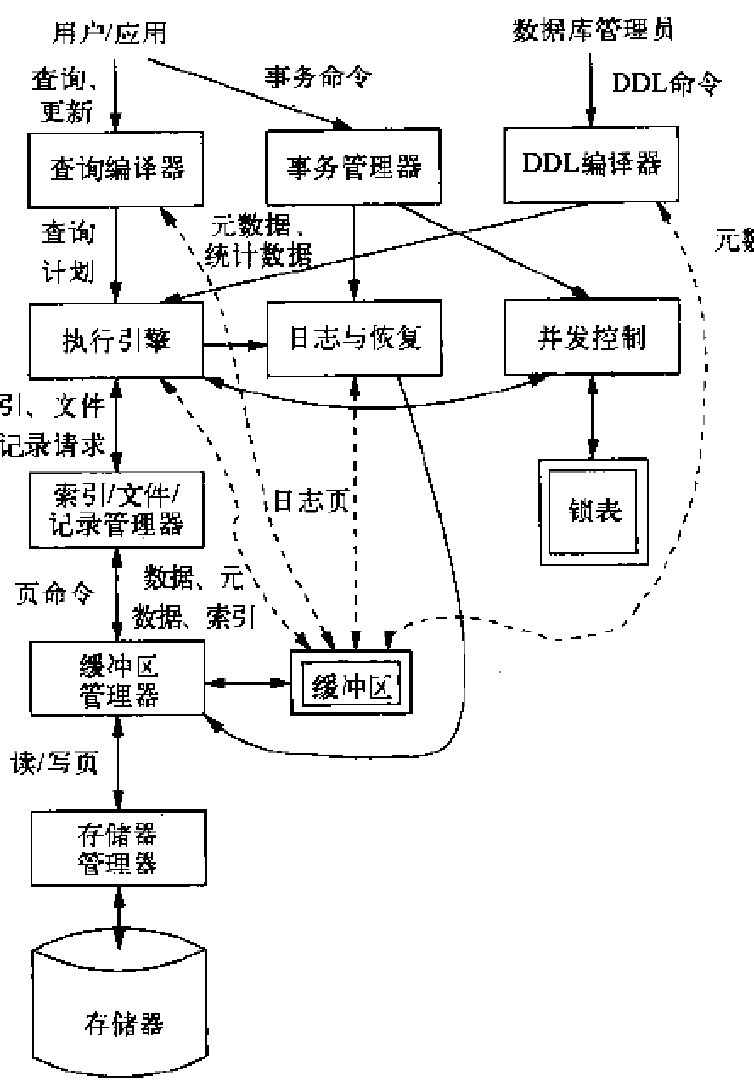 用户/应用
数据库管理员
查询、
更新
事务命令
DDL命令
查询编译器
事务管理器
DDL编译器
查询
计划
元数据、
统计数据
元数
执行引擎
日志与恢复
并发控制
引、文件
记录请求
索引/文件/
记录管理器
日志页
锁表
页命令
数据、元
数据、索引
缓冲区
管理器
缓冲区
读/写页
存储器
管理器
存储器